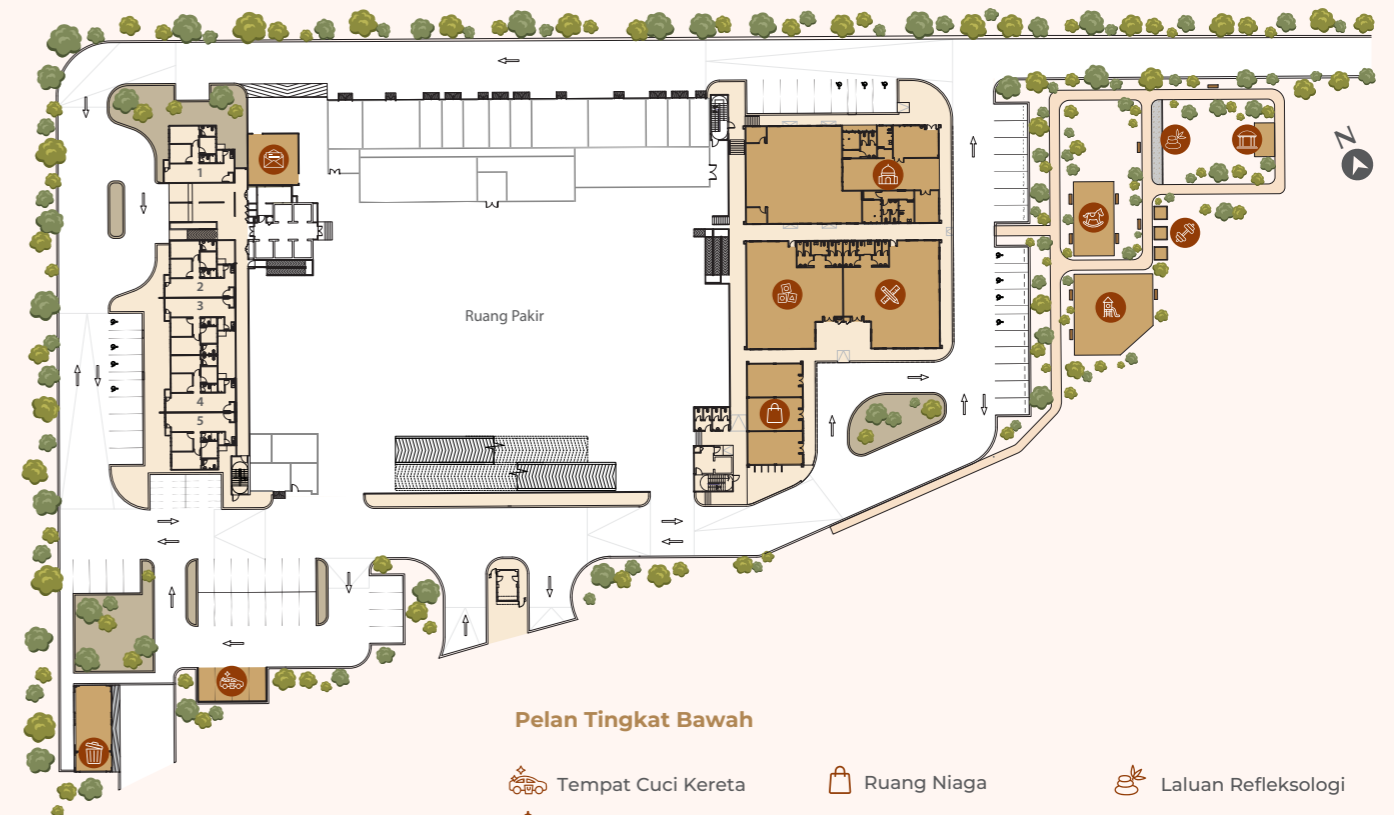 N
1
2
3
4
5
Ruang Pakir
Pelan Tingkat Bawah
Tempat Cuci Kereta
Ruang Niaga
Laluan Refleksologi